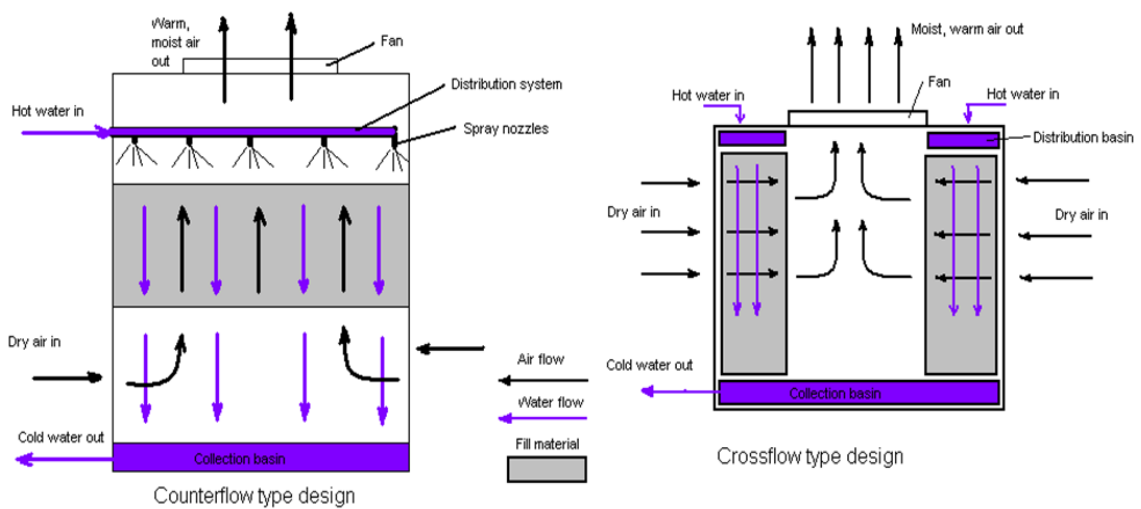 Warm,
moist air
out
Fan
Distribution system
Hot water in
Spray nozzles
Dry air in
Cold water out
Collection basin
Counterflow type design
Air flow
Water flow
Fill material
Moist, warm air out
Fan
Hot water in
Hot water in
Distribution basin
Dry air in
Dry air in
Cold water out
Collection basin
Crossflow type design